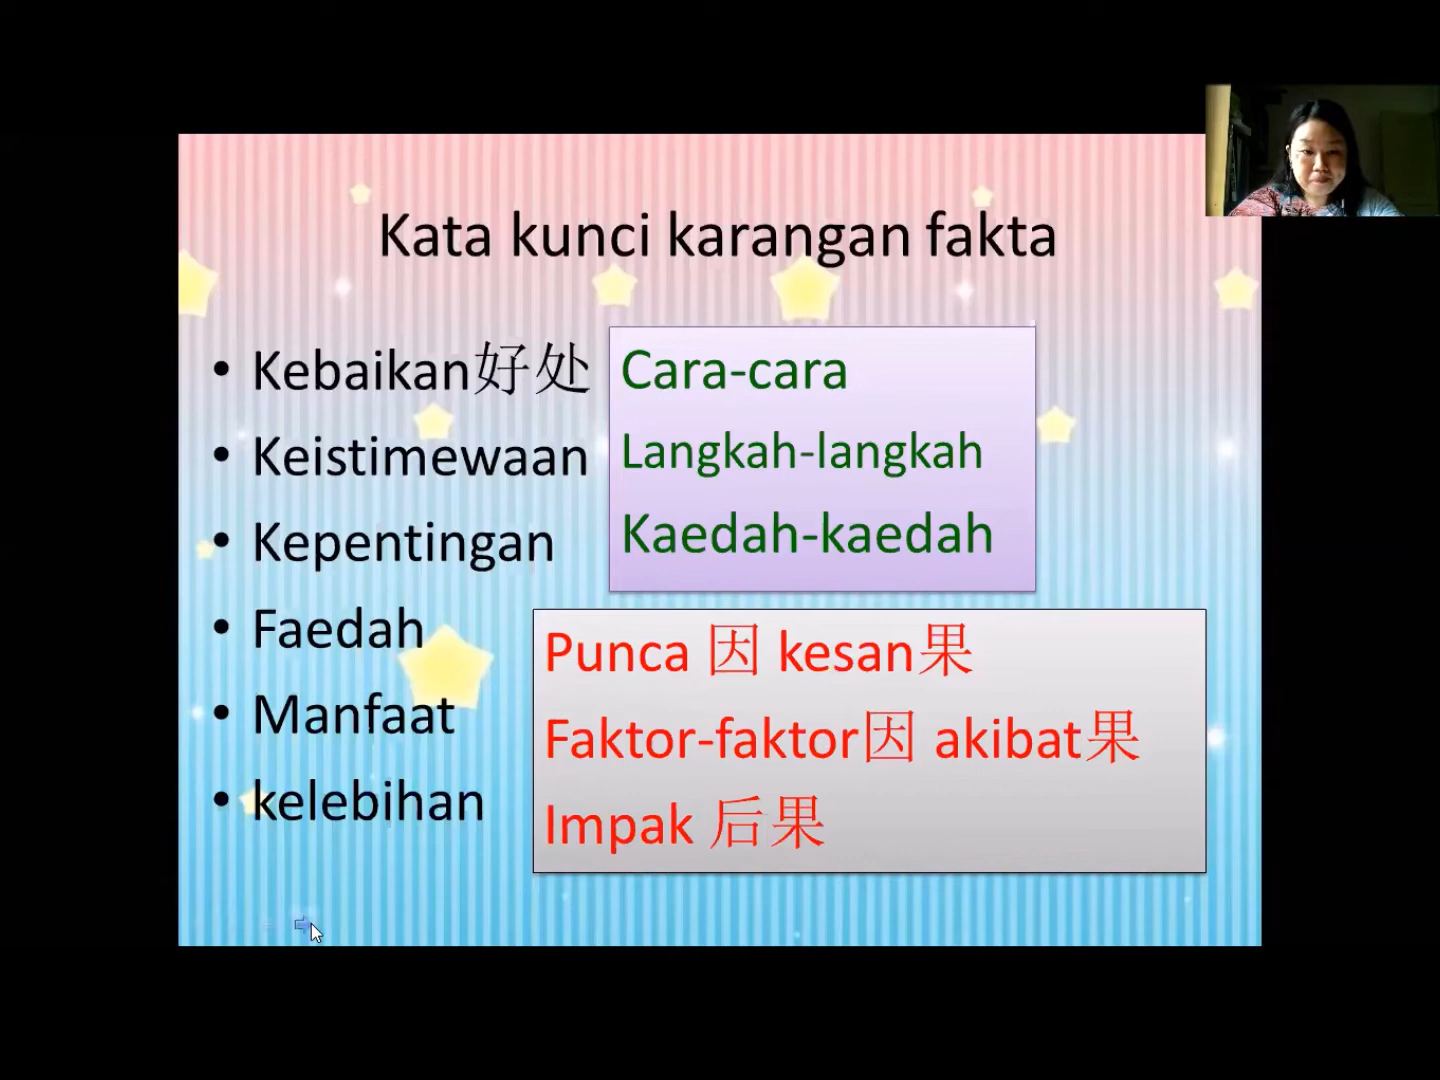 Kata kunci karangan fakta
• Kebaikan好处
• Keistimewaan
• Kepentingan
• Faedah
• Manfaat
• kelebihan
Cara-cara
Langkah-langkah
Kaedah-kaedah
Punca 因 kesan果
Faktor-faktor因 akibat果
Impak 后果